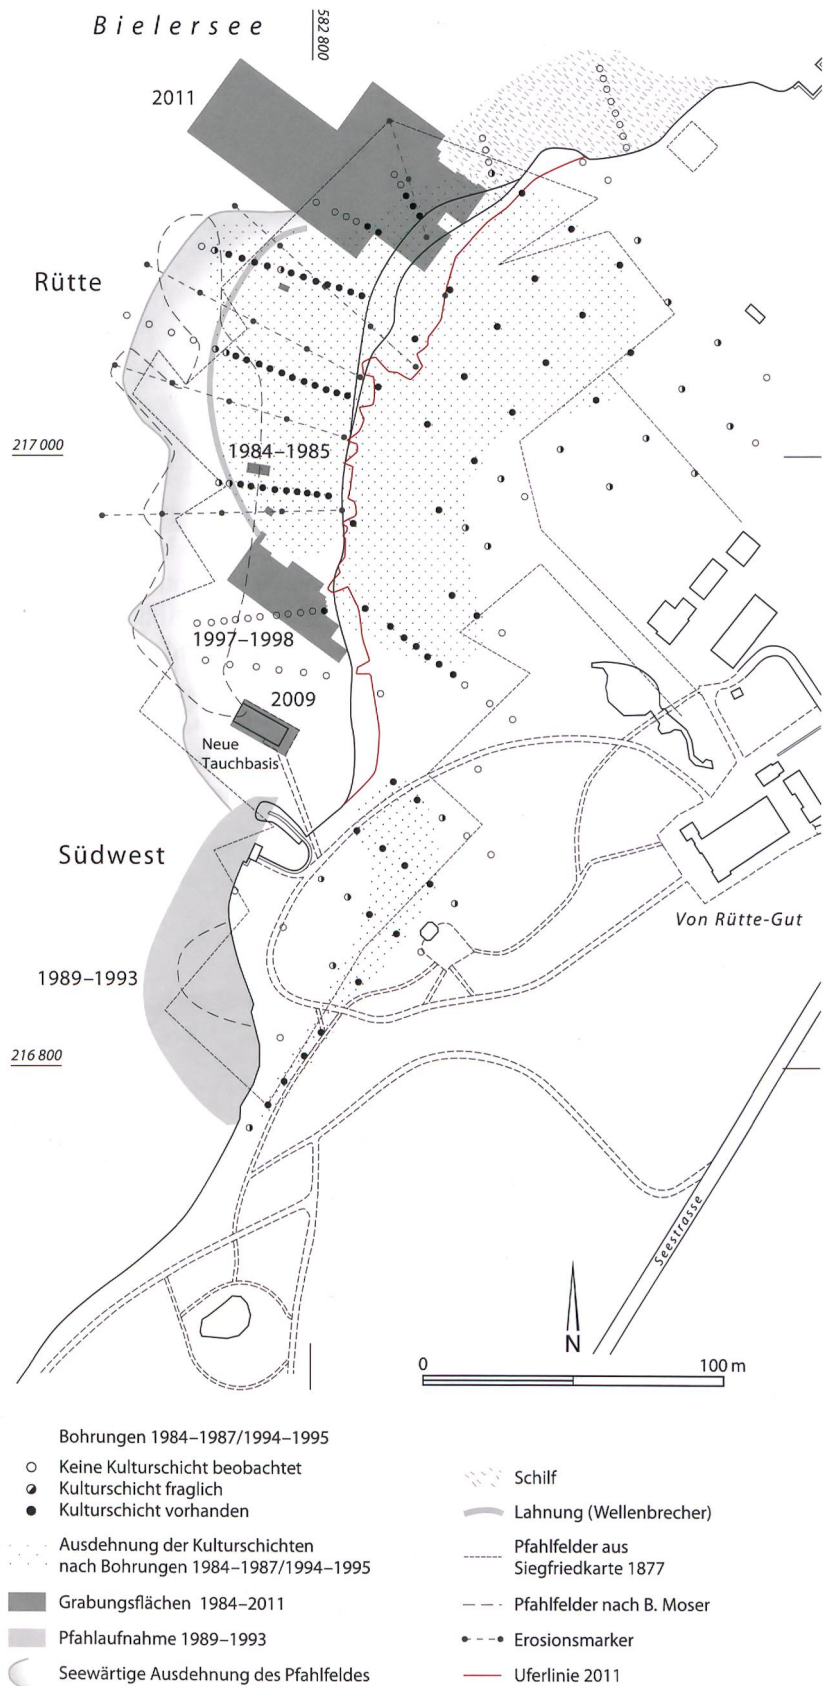 Bielersee
582 800
2011
Rütte
217 000
1984–1985
1997–1998
2009
Neue
Tauchbasis
Südwest
Von Rütte-Gut
1989–1993
216 800
Seestrasse
N
0
100 m
Bohrungen 1984–1987/1994–1995
Keine Kulturschicht beobachtet
Kulturschicht fraglich
Kulturschicht vorhanden
Ausdehnung der Kulturschichten
nach Bohrungen 1984–1987/1994–1995
Grabungsflächen 1984–2011
Pfahlaufnahme 1989–1993
Seewärtige Ausdehnung des Pfahlfeldes
Schilf
Lahnung (Wellenbrecher)
Pfahlfelder aus
Siegfriedkarte 1877
Pfahlfelder nach B. Moser
Erosionsmarker
Uferlinie 2011